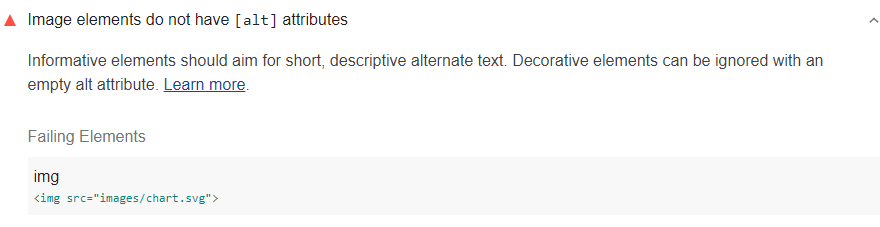 Image elements do not have [alt] attributes
Informative elements should aim for short, descriptive alternate text. Decorative elements can be ignored with an
empty alt attribute. Learn more.
Failing Elements
img
<img src="images/chart.svg">